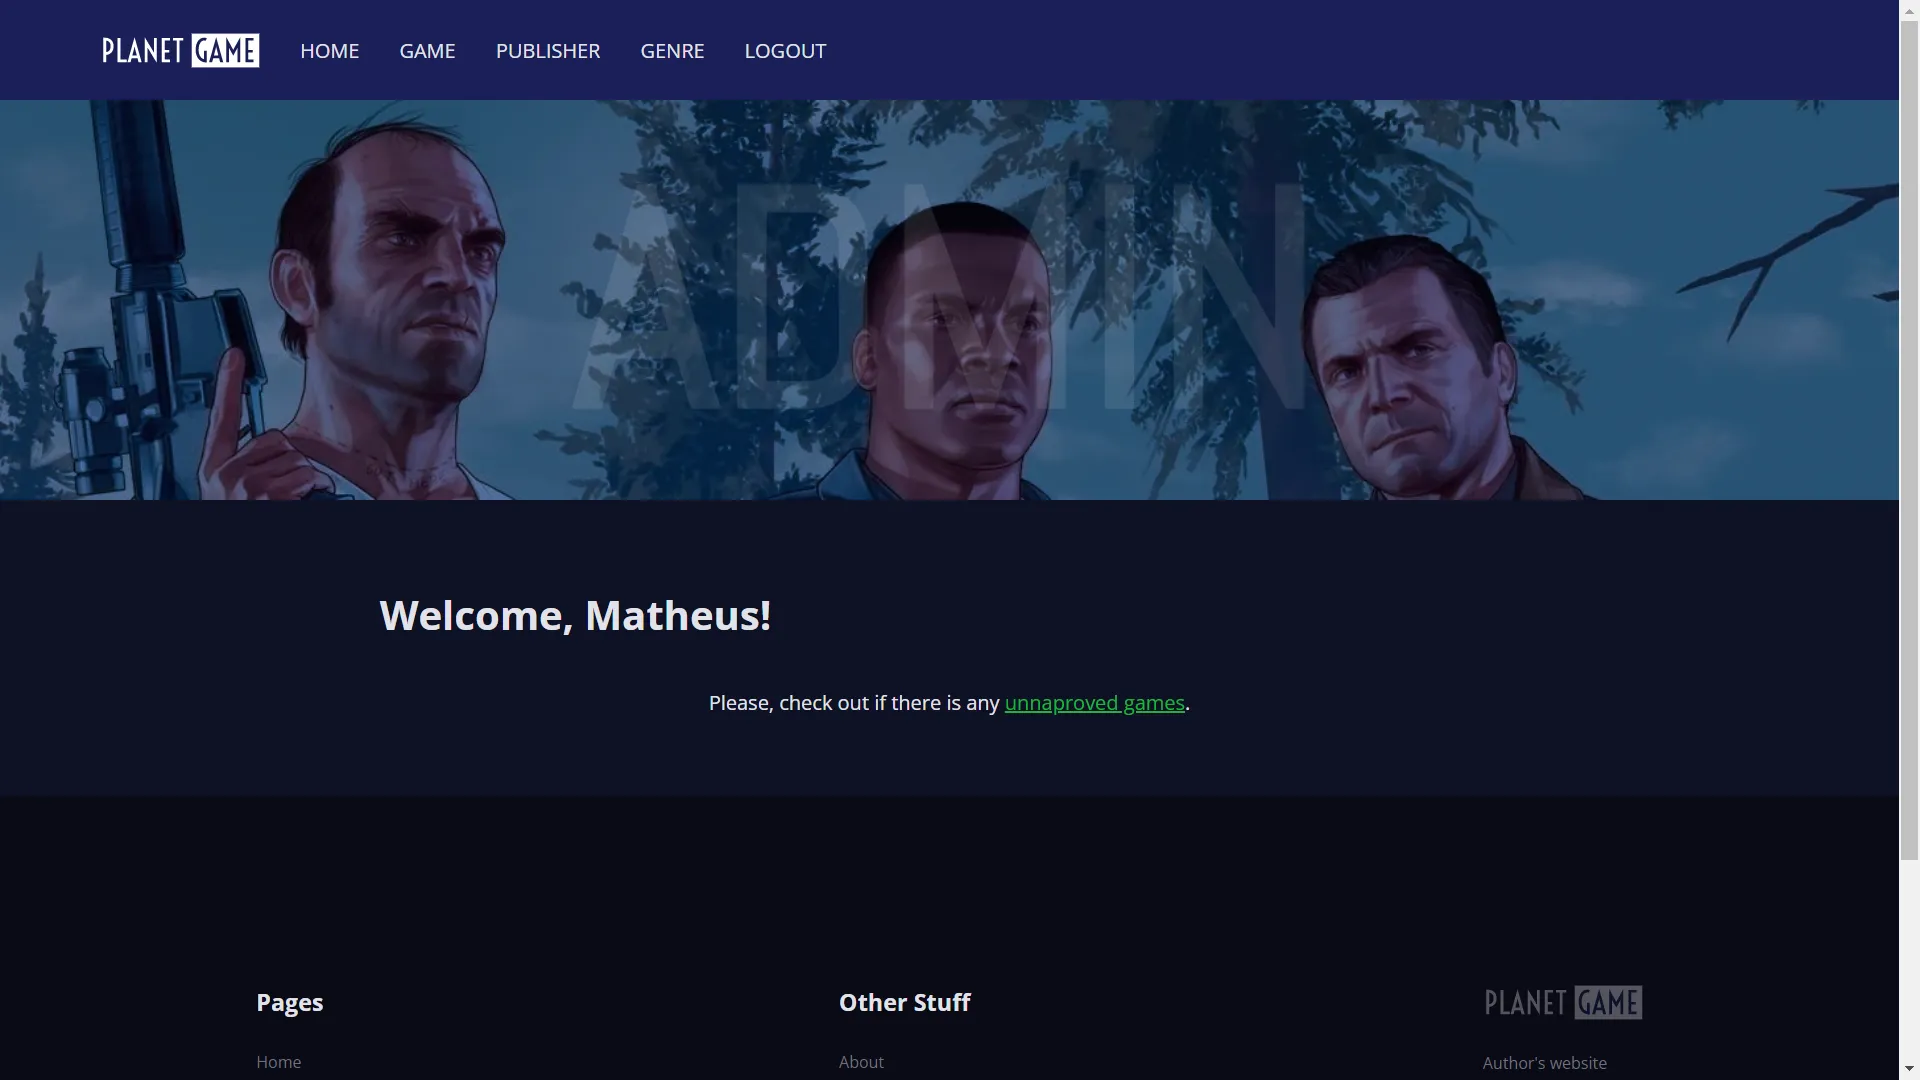 PLANET GAME HOME GAME PUBLISHER GENRE LOGOUT
ADMIN
Welcome, Matheus!
Please, check out if there is any unnaproved games.
Pages Other Stuff PLANET GAME
Home About Author's website